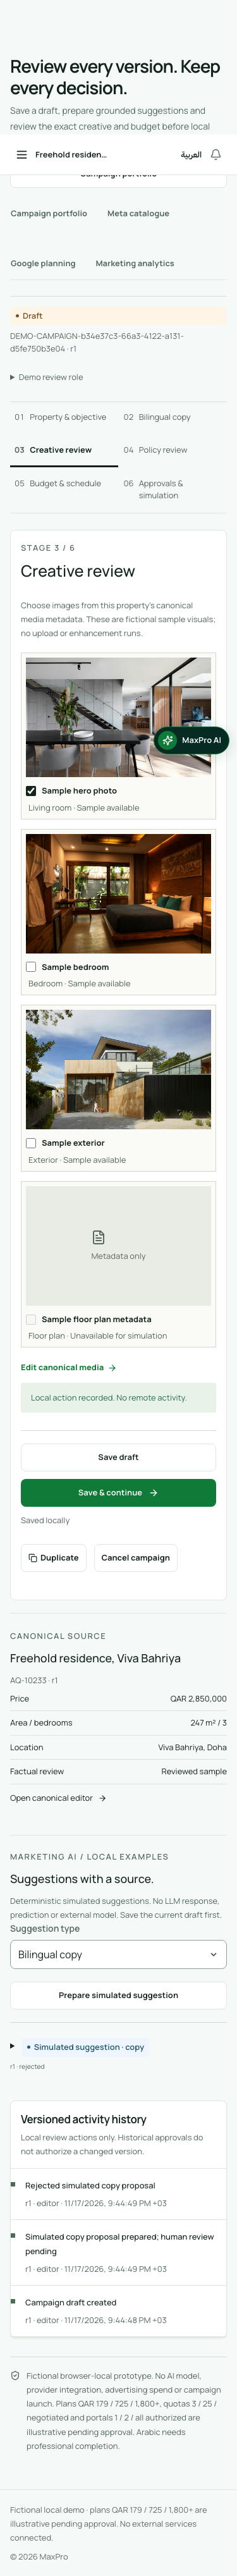 Review every version. Keep
every decision.
Save a draft, prepare grounded suggestions and
review the exact creative and budget before local
Freehold residen…
العربية
Campaign portfolio
Campaign portfolio
Meta catalogue
Google planning
Marketing analytics
Draft
DEMO-CAMPAIGN-b34e37c3-66a3-4122-a131-
d5fe750b3e04 · r1
Demo review role
01 Property & objective
02 Bilingual copy
03 Creative review
04 Policy review
05 Budget & schedule
06 Approvals &
simulation
STAGE 3 / 6
Creative review
Choose images from this property's canonical
media metadata. These are fictional sample visuals;
no upload or enhancement runs.
MaxPro AI
Sample hero photo
Living room · Sample available
Sample bedroom
Bedroom · Sample available
Sample exterior
Exterior · Sample available
Metadata only
Sample floor plan metadata
Floor plan · Unavailable for simulation
Edit canonical media
Local action recorded. No remote activity.
Save draft
Save & continue
Saved locally
Duplicate
Cancel campaign
CANONICAL SOURCE
Freehold residence, Viva Bahriya
AQ-10233 · r1
Price QAR 2,850,000
Area / bedrooms 247 m² / 3
Location Viva Bahriya, Doha
Factual review Reviewed sample
Open canonical editor
MARKETING AI / LOCAL EXAMPLES
Suggestions with a source.
Deterministic simulated suggestions. No LLM response,
prediction or external model. Save the current draft first.
Suggestion type
Bilingual copy
Prepare simulated suggestion
Simulated suggestion · copy
r1 · rejected
Versioned activity history
Local review actions only. Historical approvals do
not authorize a changed version.
Rejected simulated copy proposal
r1 · editor · 11/17/2026, 9:44:49 PM +03
Simulated copy proposal prepared; human review
pending
r1 · editor · 11/17/2026, 9:44:49 PM +03
Campaign draft created
r1 · editor · 11/17/2026, 9:44:48 PM +03
Fictional browser-local prototype. No AI model,
provider integration, advertising spend or campaign
launch. Plans QAR 179 / 725 / 1,800+, quotas 3 / 25 /
negotiated and portals 1 / 2 / all authorized are
illustrative pending approval. Arabic needs
professional completion.
Fictional local demo · plans QAR 179 / 725 / 1,800+ are
illustrative pending approval. No external services
connected.
© 2026 MaxPro